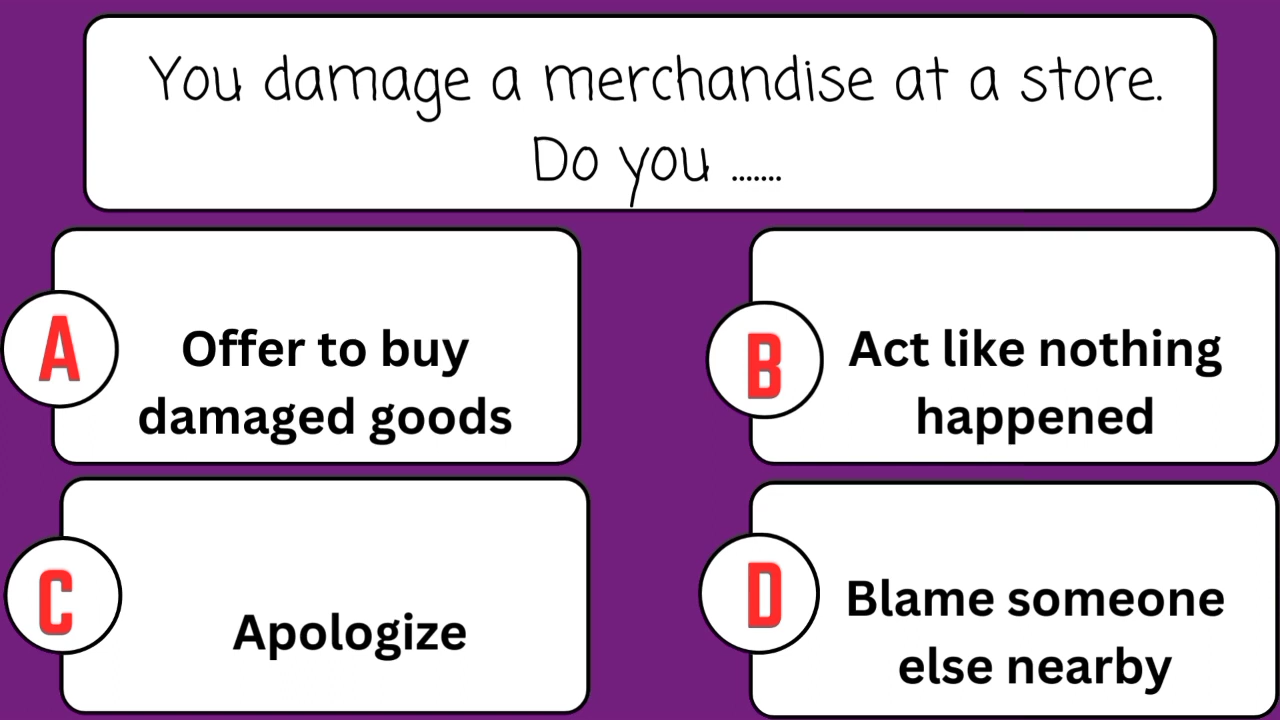 You damage a merchandise at a store.
Do you .......
A
Offer to buy
damaged goods
B
Act like nothing
happened
C
Apologize
D
Blame someone
else nearby